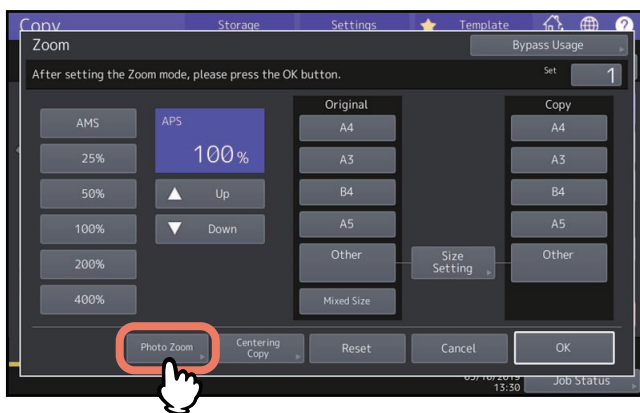 Copy Storage Settings Template ?
Zoom Bypass Usage
After setting the Zoom mode, please press the OK button. Set 1
Original Copy
AMS APS A4 A4
25% 100 % A3 A3
50% Up B4 B4
100% Down A5 A5
200% Other Size Other
Setting
400% Mixed Size
Photo Zoom Centering Reset Cancel OK
Copy
13:30 Job Status